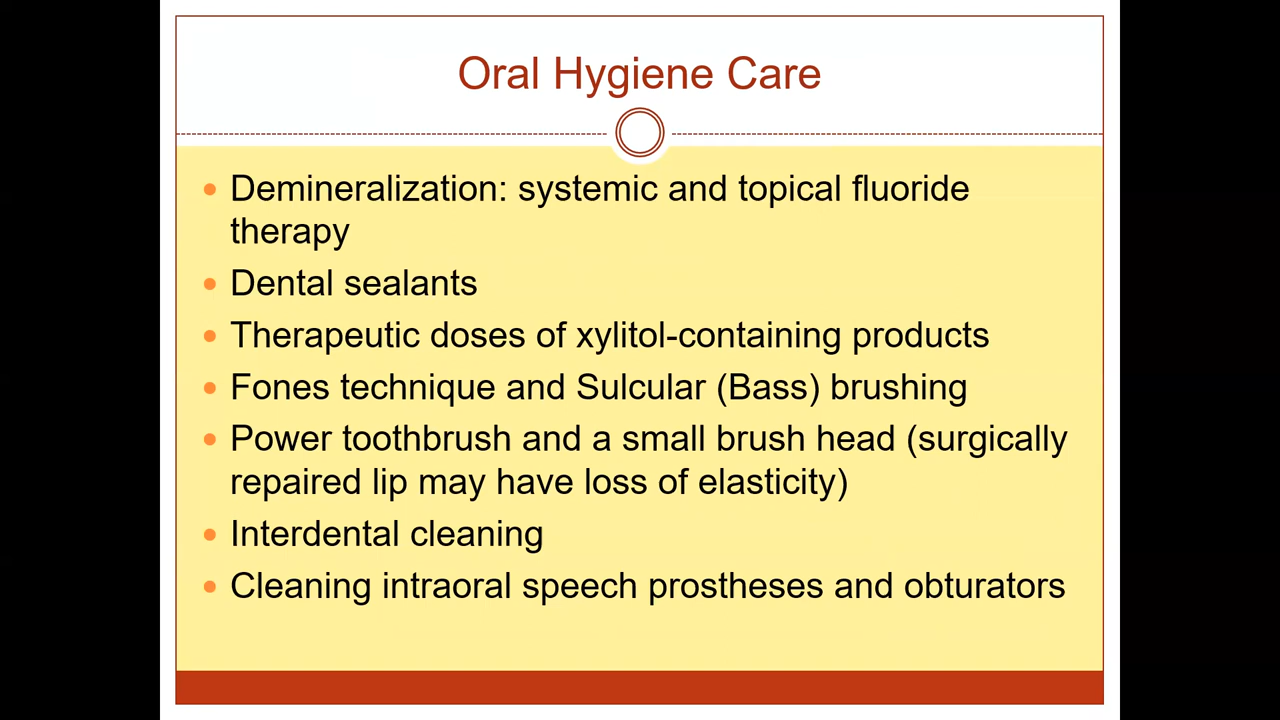 Oral Hygiene Care
• Demineralization: systemic and topical fluoride
therapy
• Dental sealants
• Therapeutic doses of xylitol-containing products
• Fones technique and Sulcular (Bass) brushing
• Power toothbrush and a small brush head (surgically
repaired lip may have loss of elasticity)
• Interdental cleaning
• Cleaning intraoral speech prostheses and obturators